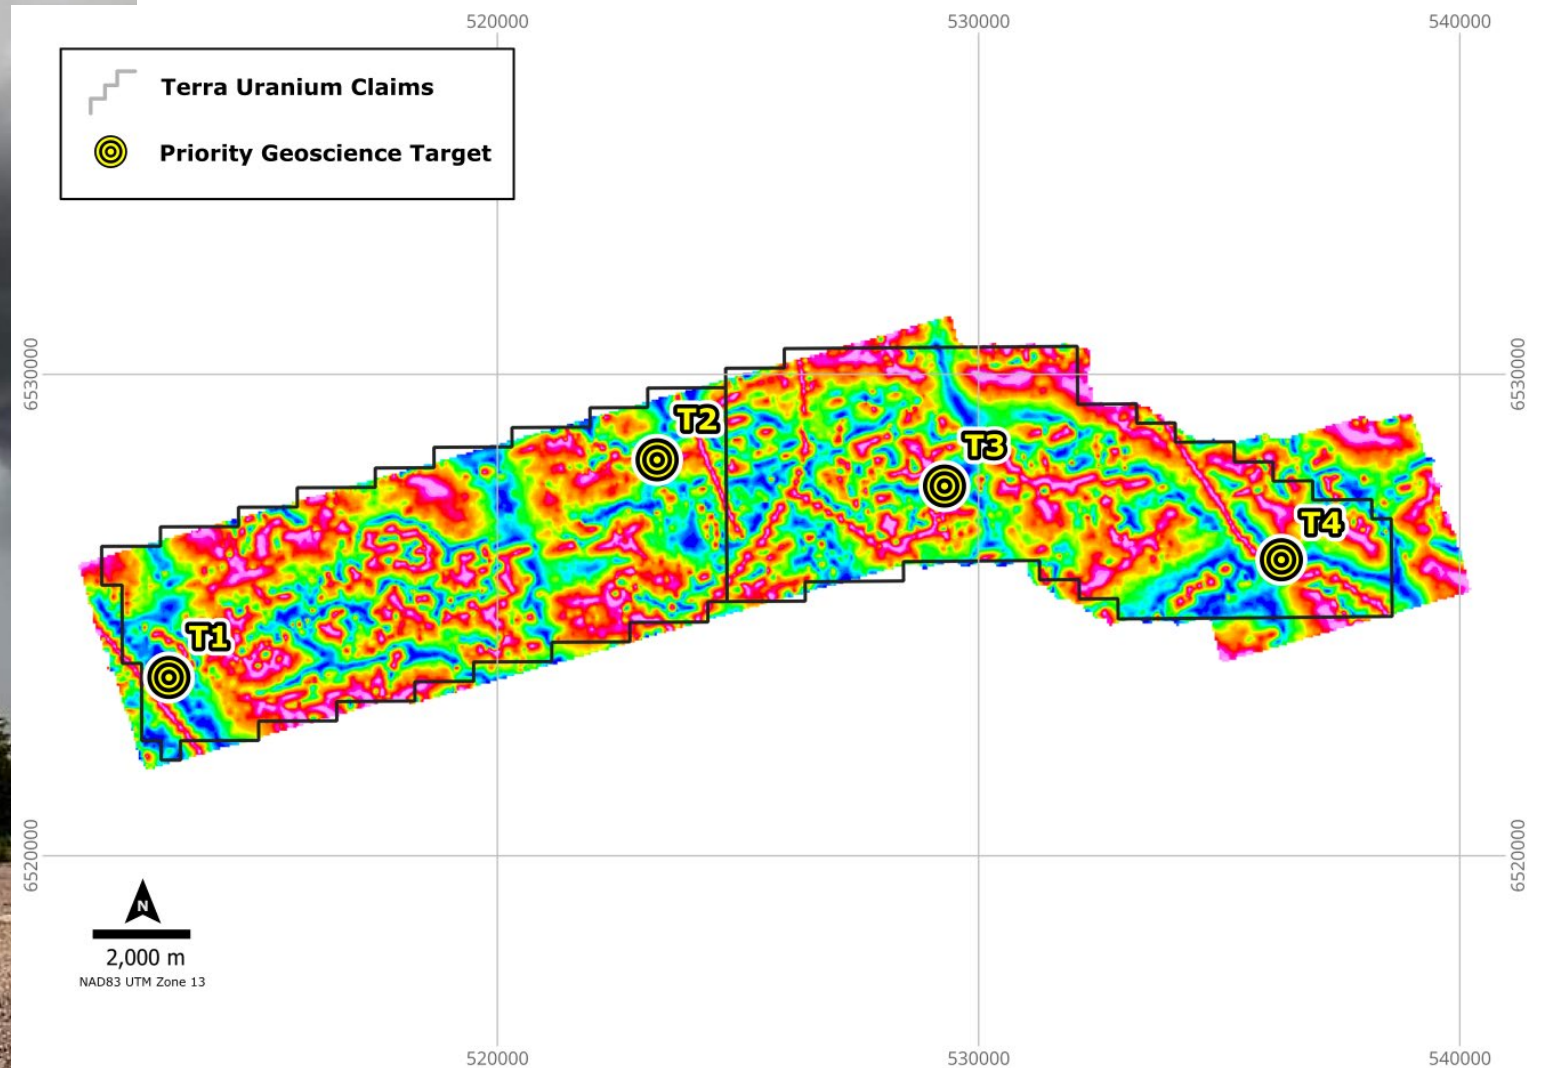 520000
530000
540000
Terra Uranium Claims
Priority Geoscience Target
6530000
6530000
T2
T3
T4
T1
6520000
6520000
N
2,000 m
NAD83 UTM Zone 13
520000
530000
540000